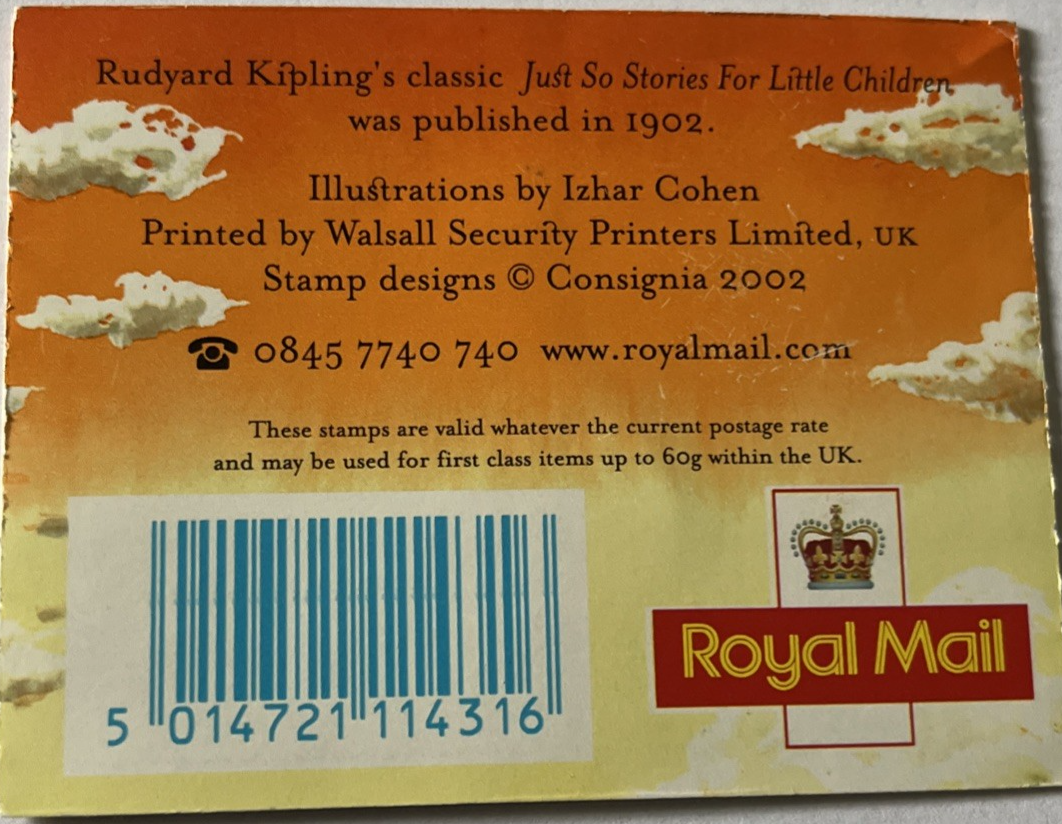 Rudyard Kipling's classic Just So Stories For Little Children
was published in 1902.
Illustrations by Izhar Cohen
Printed by Walsall Security Printers Limited, UK
Stamp designs © Consignia 2002
0845 7740 740 www.royalmail.com
These stamps are valid whatever the current postage rate
and may be used for first class items up to 60g within the UK.
5 014721 114316
Royal Mail